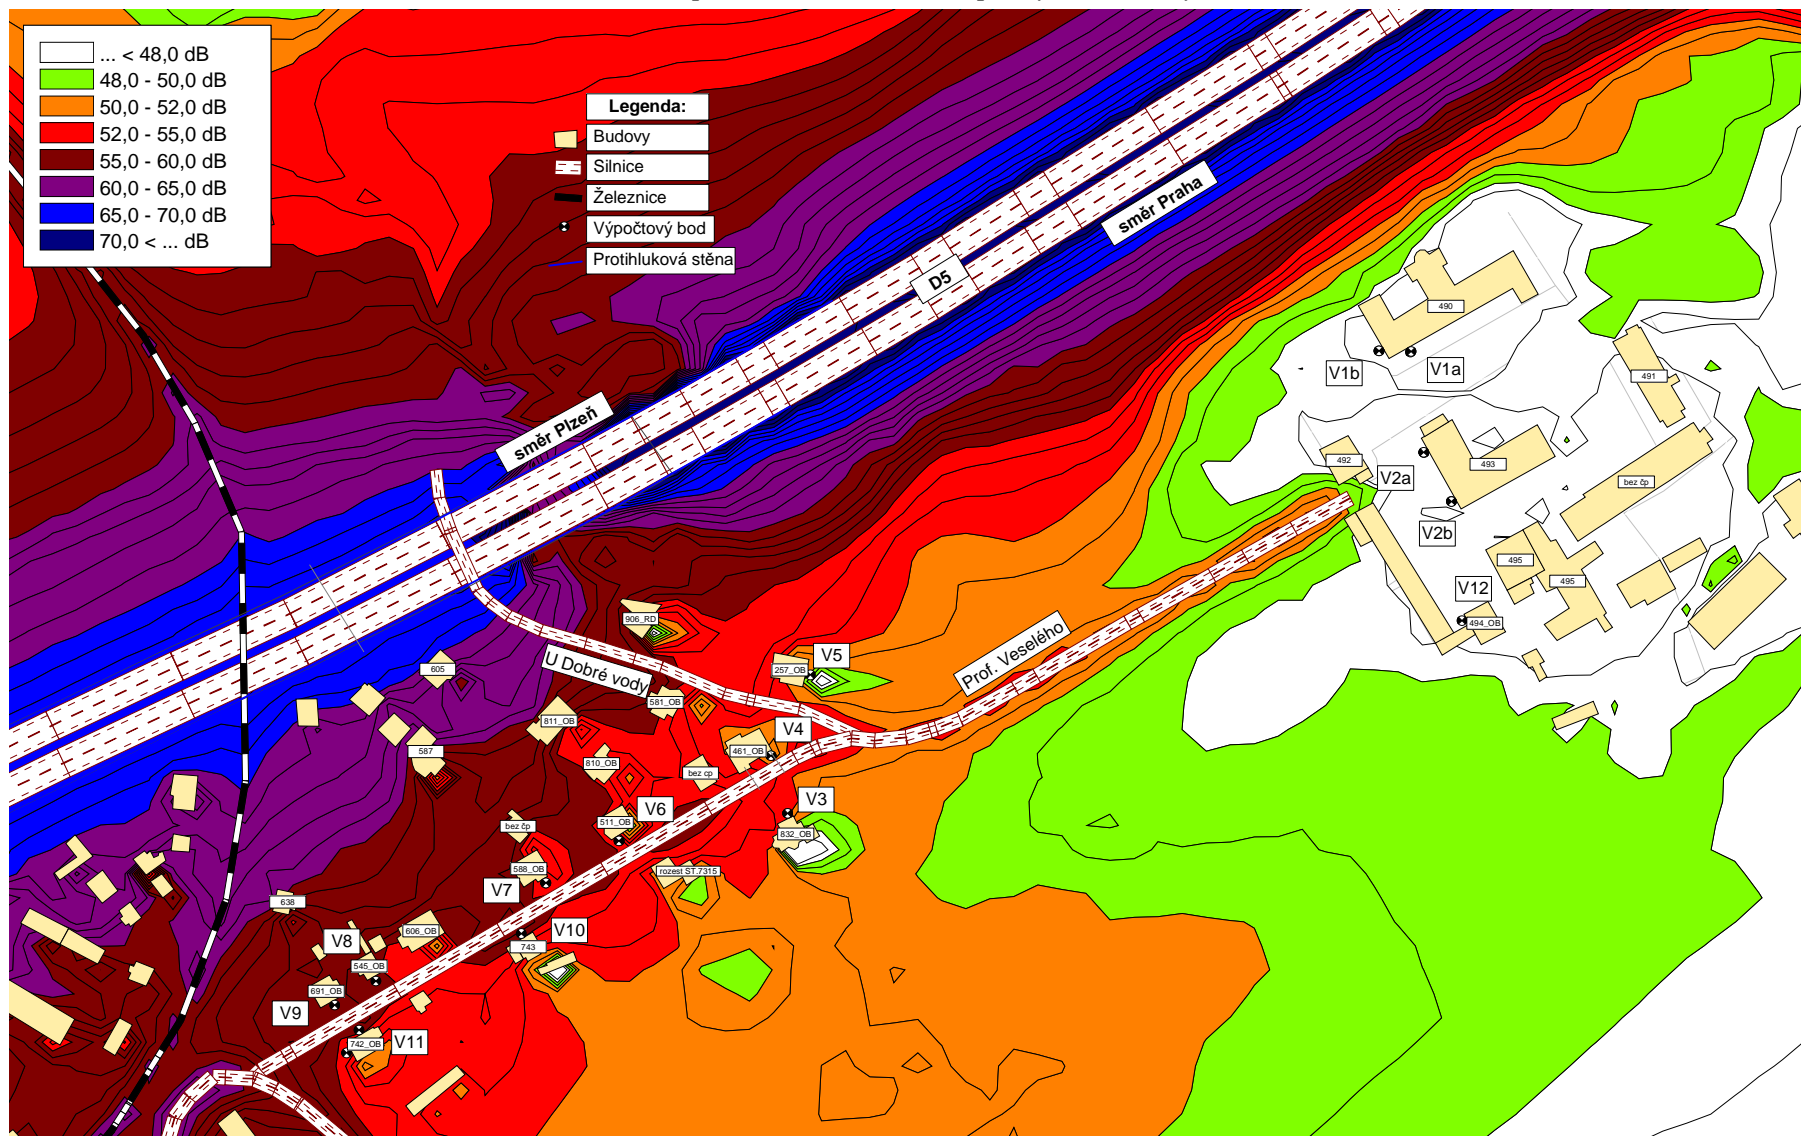 ... < 48,0 dB
48,0 - 50,0 dB
50,0 - 52,0 dB
52,0 - 55,0 dB
55,0 - 60,0 dB
60,0 - 65,0 dB
65,0 - 70,0 dB
70,0 < ... dB
Legenda:
Budovy
Silnice
Železnice
Výpočtový bod
Protihluková stěna
směr Praha
D5
směr Plzeň
490
V1b
V1a
491
492
493
V2a
bez čp
V2b
495
495
V12
494_OB
906_RD
U Dobré vody
Prof. Veselého
257_OB
V5
605
581_OB
811_OB
V4
461_OB
587
810_OB
bez cp
V6
V3
511_OB
832_OB
bez čp
588_OB
rozest ST.7315
V7
638
606_OB
V10
743
V8
545_OB
691_OB
V9
742_OB
V11